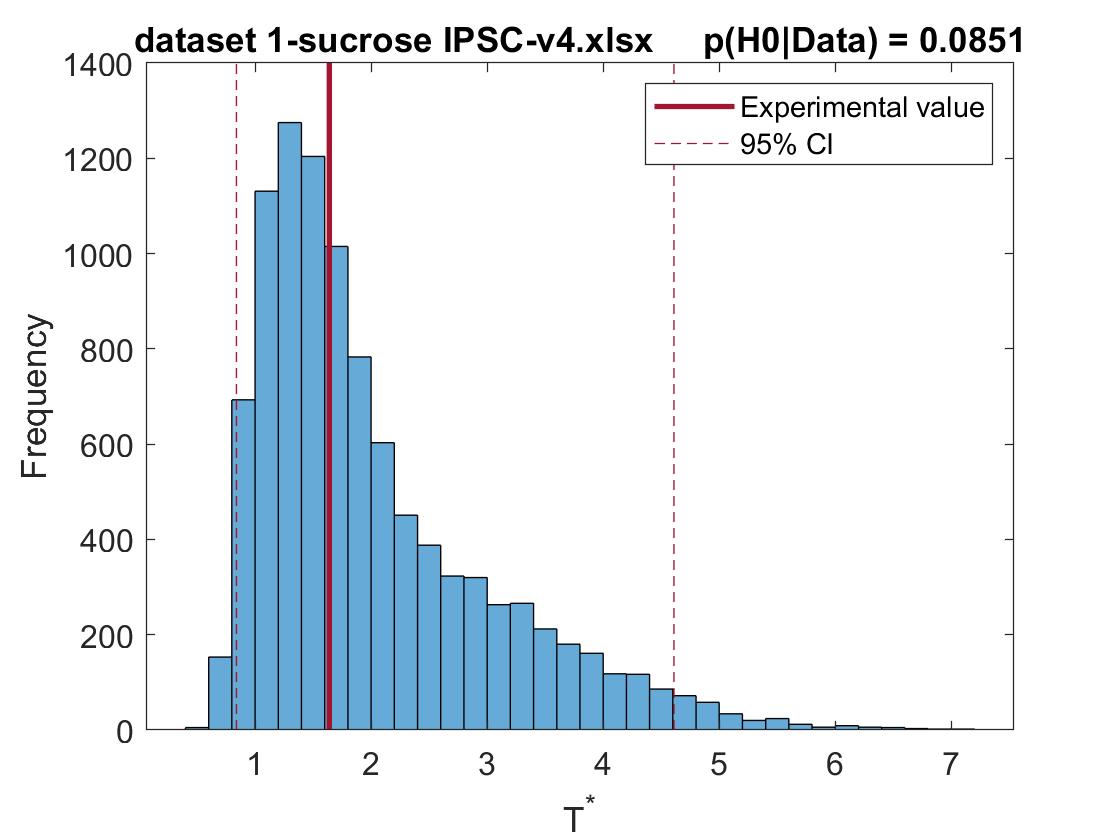 dataset 1-sucrose IPSC-v4.xlsx p(H0|Data) = 0.0851
Experimental value
95% CI
Frequency
1400
1200
1000
800
600
400
200
0
1 2 3 4 5 6 7
T*